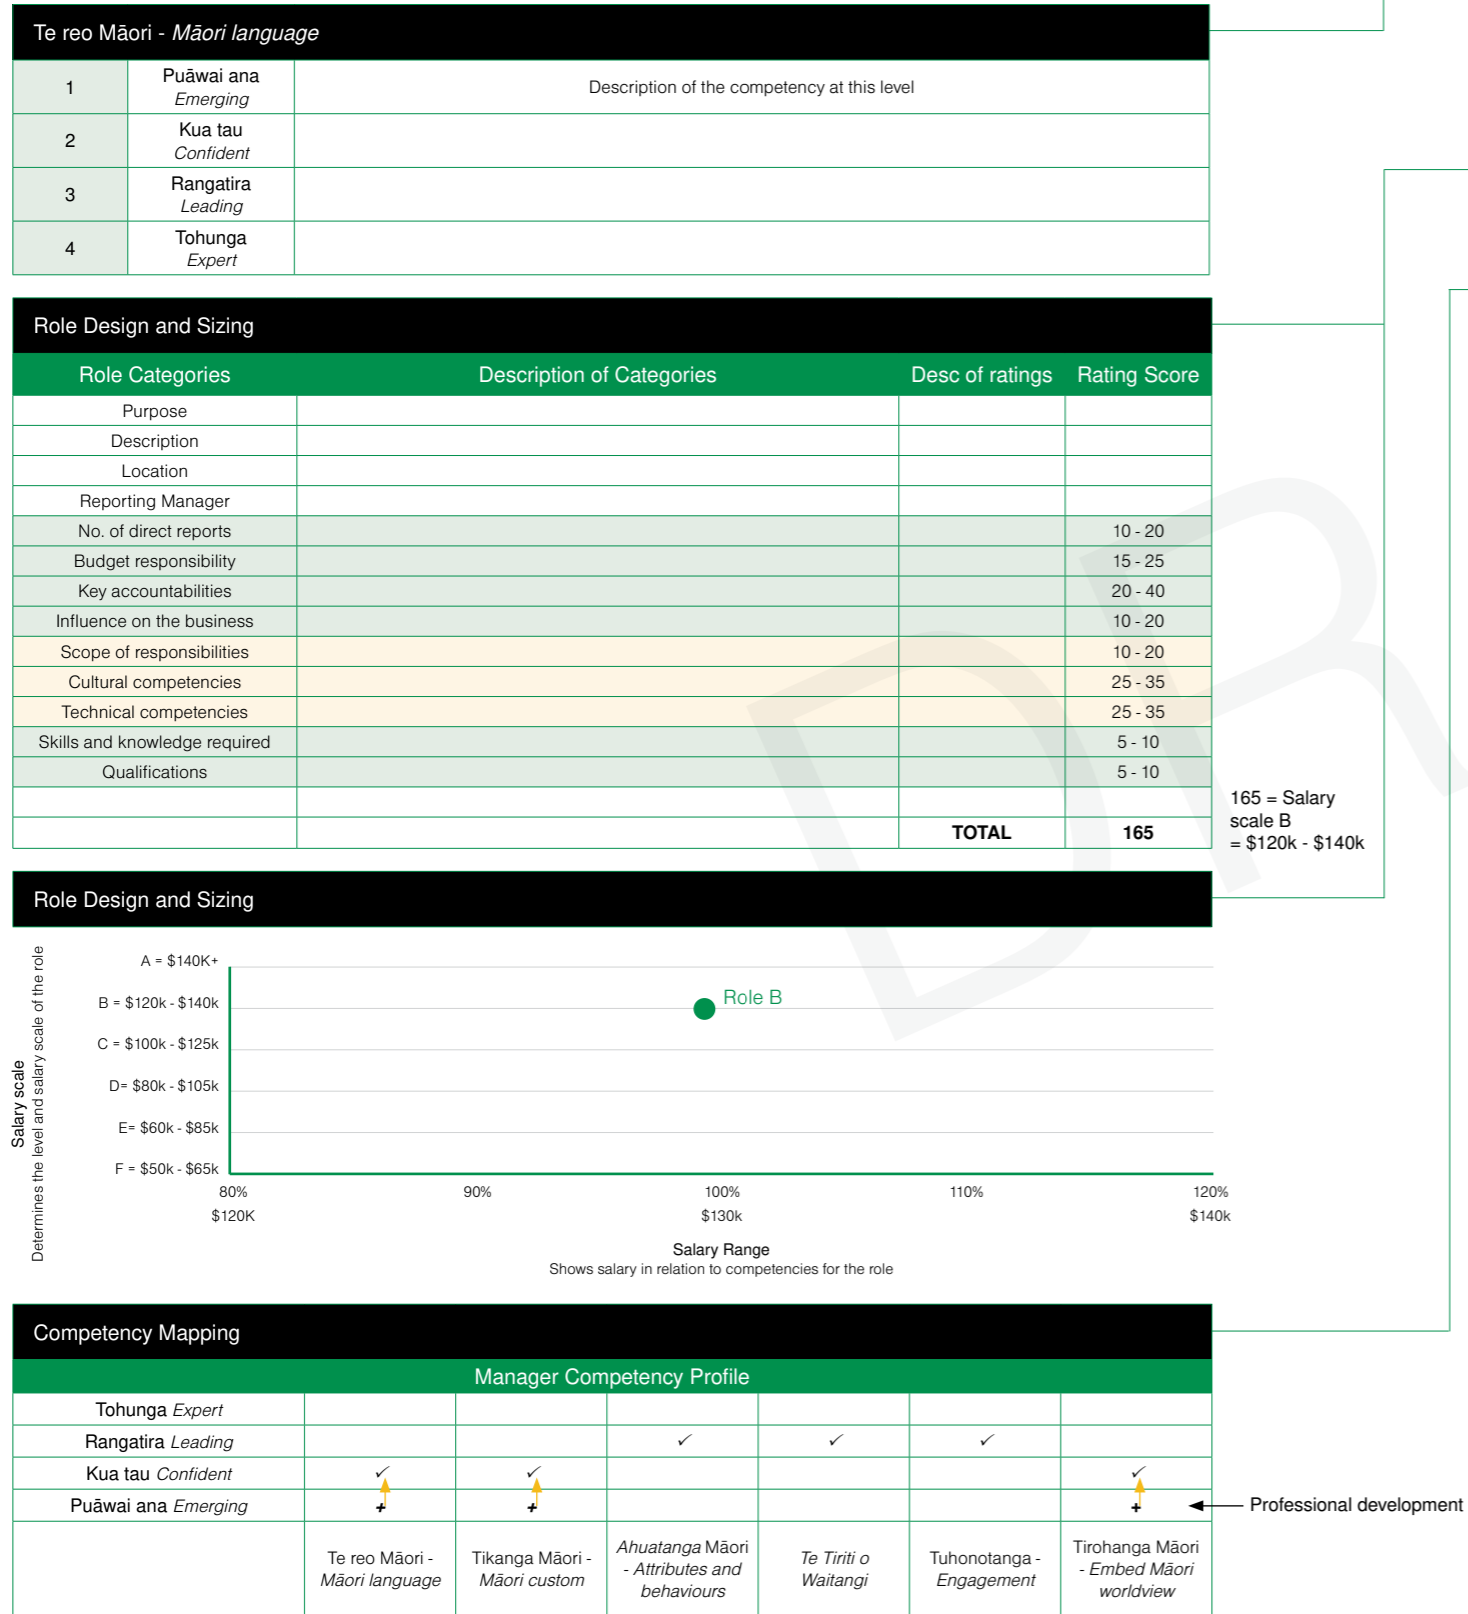 Te reo Māori - Māori language
1
Puāwai ana
Emerging
Description of the competency at this level
2
Kua tau
Confident
3
Rangatira
Leading
4
Tohunga
Expert
Role Design and Sizing
Role Categories Description of Categories Desc of ratings Rating Score
Purpose
Description
Location
Reporting Manager
No. of direct reports 10 - 20
Budget responsibility 15 - 25
Key accountabilities 20 - 40
Influence on the business 10 - 20
Scope of responsibilities 10 - 20
Cultural competencies 25 - 35
Technical competencies 25 - 35
Skills and knowledge required 5 - 10
Qualifications 5 - 10
TOTAL 165
165 = Salary
scale B
= $120k - $140k
Role Design and Sizing
Salary scale
Determines the level and salary scale of the role
A = $140K+
B = $120k - $140k
C = $100k - $125k
D= $80k - $105k
E= $60k - $85k
F = $50k - $65k
Role B
80% 90% 100% 110% 120%
$120K $130k $140k
Salary Range
Shows salary in relation to competencies for the role
Competency Mapping
Manager Competency Profile
Tohunga Expert
Rangatira Leading ✓ ✓ ✓
Kua tau Confident ✓ ✓ ✓
Puāwai ana Emerging + + +
Professional development
Te reo Māori -
Māori language
Tikanga Māori -
Māori custom
Ahuatanga Māori
- Attributes and
behaviours
Te Tiriti o
Waitangi
Tuhonotanga -
Engagement
Tirohanga Māori
- Embed Māori
worldview
DR